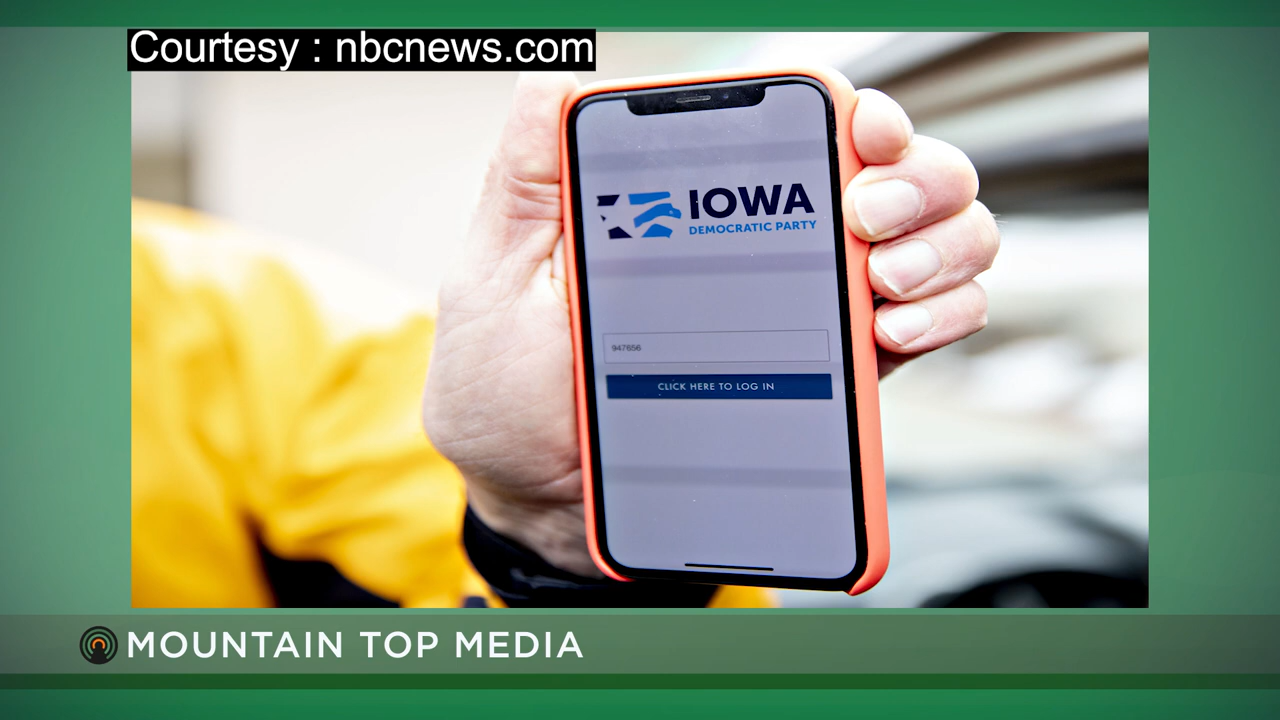 Courtesy : nbcnews.com
IOWA
DEMOCRATIC PARTY
947656
CLICK HERE TO LOG IN
MOUNTAIN TOP MEDIA